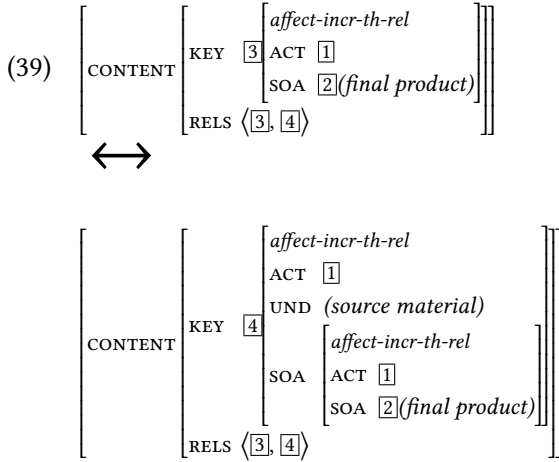 affect-incr-th-rel
(39) CONTENT KEY 3 ACT 1
SOA 2(final product)
RELS ⟨3, 4⟩
⟷
affect-incr-th-rel
ACT 1
UND (source material)
CONTENT KEY 4 affect-incr-th-rel
SOA ACT 1
SOA 2(final product)
RELS ⟨3, 4⟩